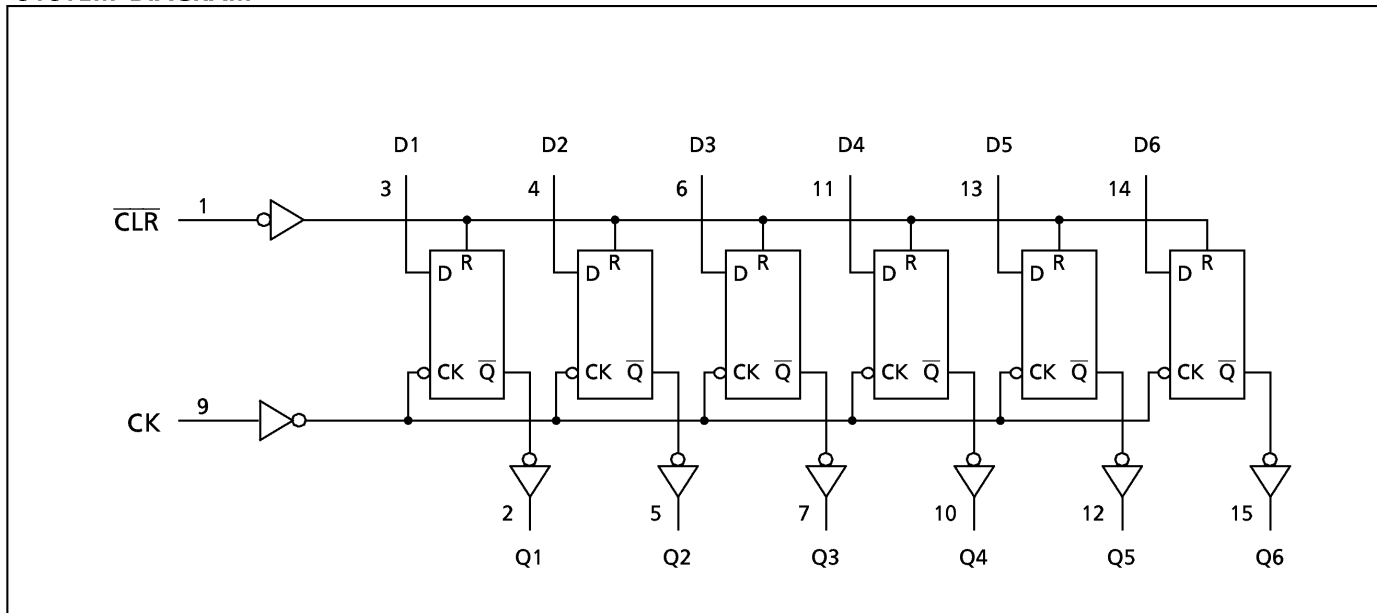 SYSTEM DIAGRAM
D1 D2 D3 D4 D5 D6
3 4 6 11 13 14
C̅L̅R̅ 1
R R R R R R
D D D D D D
CK Q̅ CK Q̅ CK Q̅ CK Q̅ CK Q̅ CK Q̅
CK 9
2 5 7 10 12 15
Q1 Q2 Q3 Q4 Q5 Q6